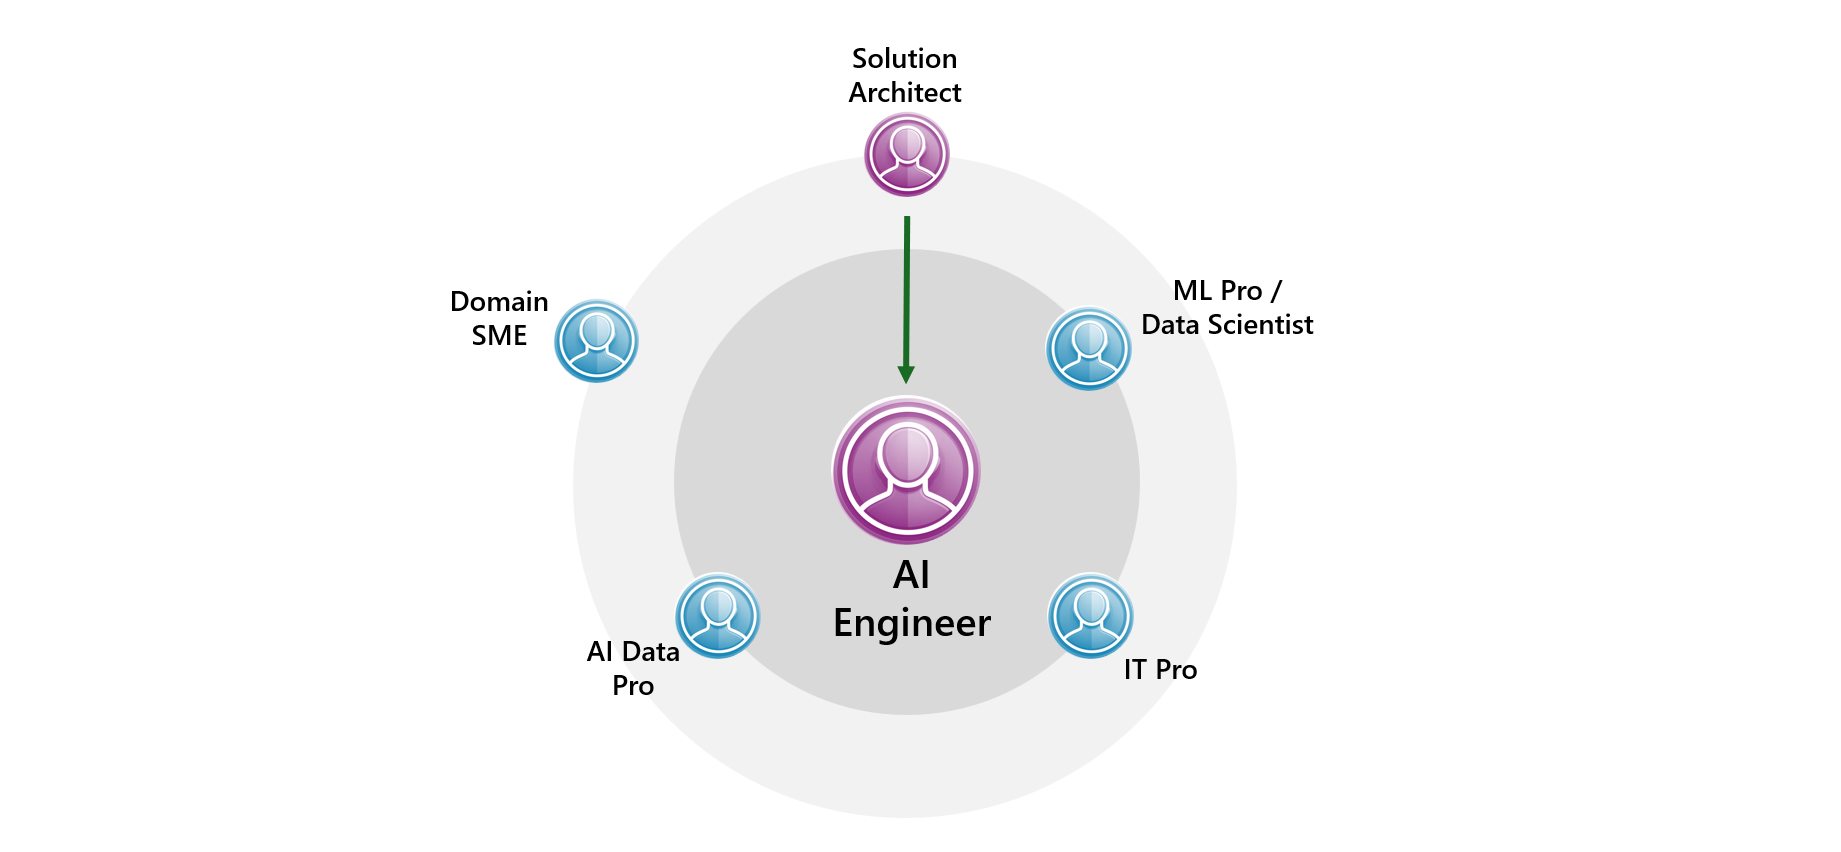 Solution
Architect
Domain
SME
ML Pro /
Data Scientist
AI
Engineer
AI Data
Pro
IT Pro